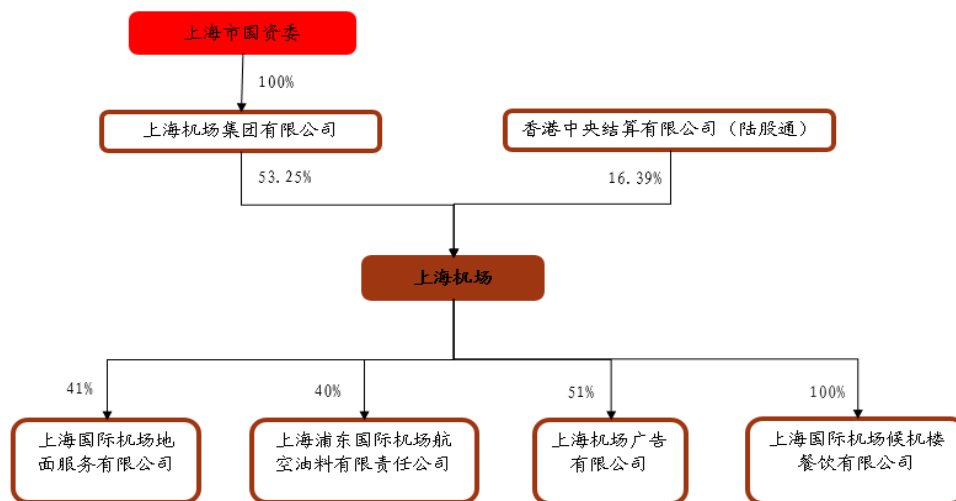 上海市国资委
100%
上海机场集团有限公司
香港中央结算有限公司（陆股通）
53.25%
16.39%
上海机场
41%
40%
51%
100%
上海国际机场地
面服务有限公司
上海浦东国际机场航
空油料有限责任公司
上海机场广告
有限公司
上海国际机场候机楼
餐饮有限公司